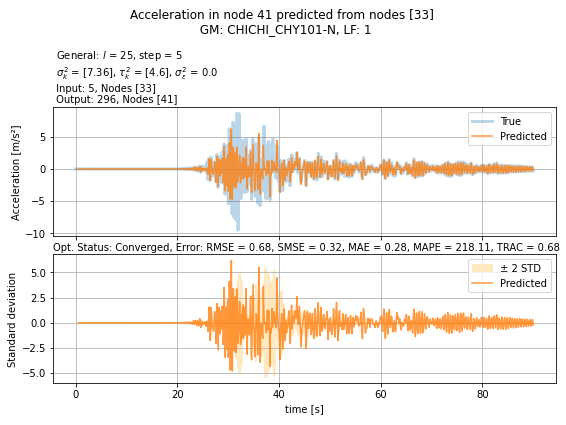 Acceleration in node 41 predicted from nodes [33]
GM: CHICHI_CHY101-N, LF: 1
General: l = 25, step = 5
σ²ₖ = [7.36], τ²ₖ = [4.6], σ²ε = 0.0
Input: 5, Nodes [33]
Output: 296, Nodes [41]
Acceleration [m/s²]
5
0
−5
−10
True
Predicted
Opt. Status: Converged, Error: RMSE = 0.68, SMSE = 0.32, MAE = 0.28, MAPE = 218.11, TRAC = 0.68
Standard deviation
5.0
2.5
0.0
−2.5
−5.0
± 2 STD
Predicted
0 20 40 60 80
time [s]